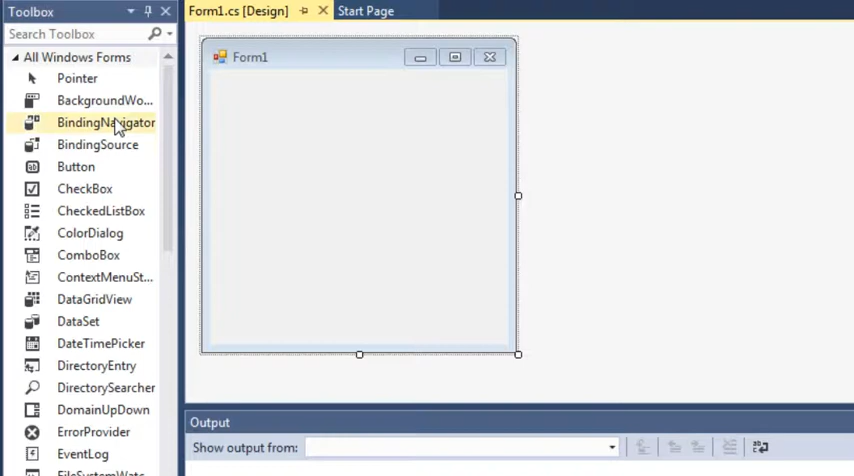 Toolbox
Form1.cs [Design]
Start Page
Search Toolbox
All Windows Forms
Form1
Pointer
BackgroundWo...
BindingNavigator
BindingSource
Button
CheckBox
CheckedListBox
ColorDialog
ComboBox
ContextMenuSt...
DataGridView
DataSet
DateTimePicker
DirectoryEntry
DirectorySearcher
DomainUpDown
ErrorProvider
Output
Show output from:
EventLog
FileSystemWatc...